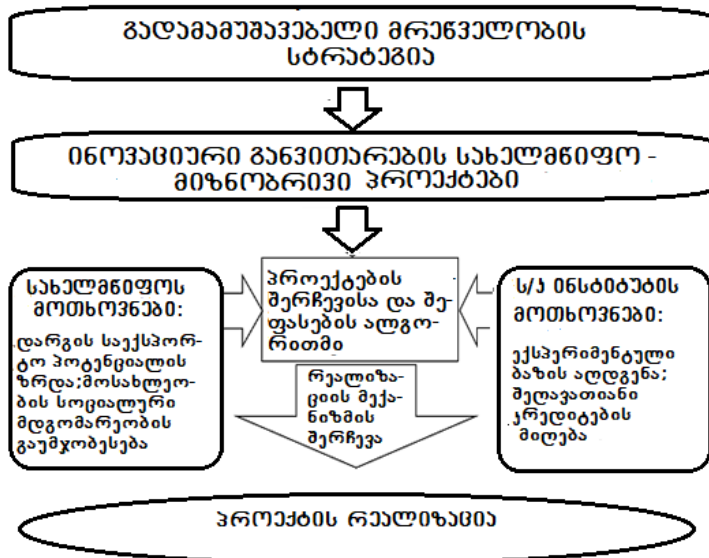 გადამამუშავებელი მრეწველობის
სტრატეგია
ინოვაციური განვითარების სახელმწიფო -
მიზნობრივი პროექტები
სახელმწიფოს
მოთხოვნები:
დარგის საექსპორ-
ტო პოტენციალის
ზრდა;მოსახლეო-
ბის სოციალური
მდგომარეობის
გაუმჯობესება
პროექტების
შერჩევისა და შე-
ფასების ალგო-
რითმი
რეალიზა-
ციის მექა-
ნიზმის
შერჩევა
ს/კ ინსტიტუტის
მოთხოვნები:
ექსპერიმენტული
ბაზის აღდგენა;
შეღავათიანი
კრედიტების
მიღება
პროექტის რეალიზაცია